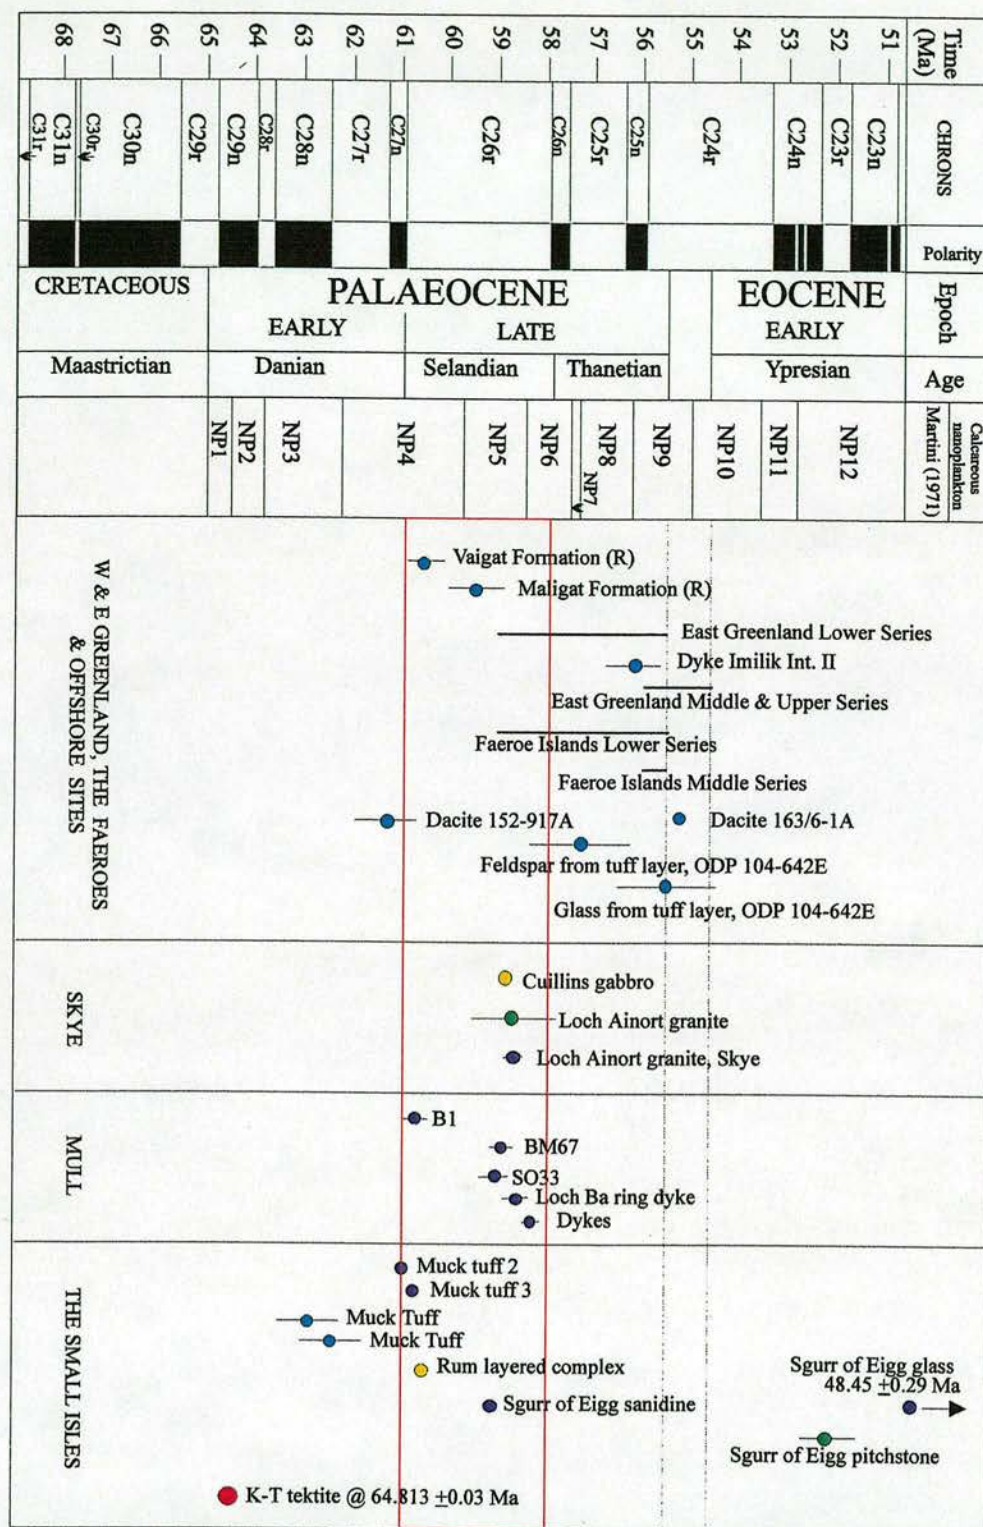 68
67
66
65
64
63
62
61
60
59
58
57
56
55
54
53
52
51
Time
(Ma)
C31r
C31n
C30r
C30n
C29r
C29n
C28r
C28n
C27r
C27n
C26r
C26n
C25r
C25n
C24r
C24n
C23r
C23n
CHRONS
Polarity
CRETACEOUS
PALAEOCENE
EOCENE
EARLY
LATE
EARLY
Epoch
Maastrictian
Danian
Selandian
Thanetian
Ypresian
Age
NP1
NP2
NP3
NP4
NP5
NP6
NP7
NP8
NP9
NP10
NP11
NP12
Calcareous
nanoplankton
Martini (1971)
W & E GREENLAND, THE FAEROES
& OFFSHORE SITES
Vaigat Formation (R)
Maligat Formation (R)
East Greenland Lower Series
Dyke Imilik Int. II
East Greenland Middle & Upper Series
Faeroe Islands Lower Series
Faeroe Islands Middle Series
Dacite 152-917A
Dacite 163/6-1A
Feldspar from tuff layer, ODP 104-642E
Glass from tuff layer, ODP 104-642E
SKYE
Cuillins gabbro
Loch Ainort granite
Loch Ainort granite, Skye
MULL
B1
BM67
SO33
Loch Ba ring dyke
Dykes
THE SMALL ISLES
Muck tuff 2
Muck tuff 3
Muck Tuff
Muck Tuff
Rum layered complex
Sgurr of Eigg glass
48.45 ±0.29 Ma
Sgurr of Eigg sanidine
Sgurr of Eigg pitchstone
K-T tektite @ 64.813 ±0.03 Ma